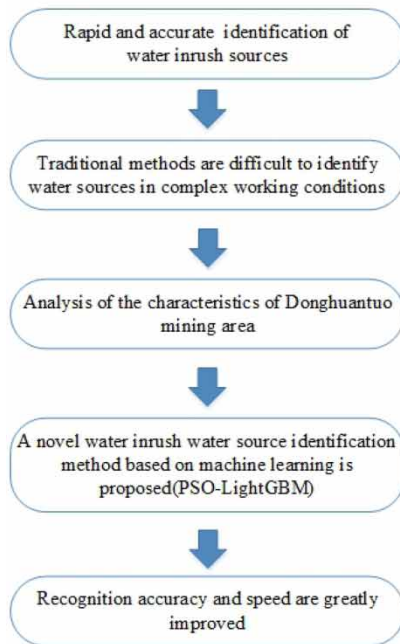 Rapid and accurate identification of
water inrush sources
Traditional methods are difficult to identify
water sources in complex working conditions
Analysis of the characteristics of Donghuantuo
mining area
A novel water inrush water source identification
method based on machine learning is
proposed(PSO-LightGBM)
Recognition accuracy and speed are greatly
improved